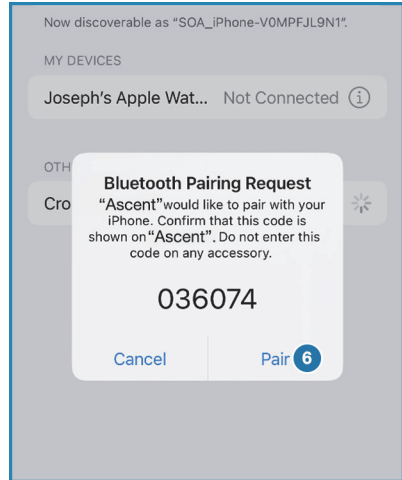 Now discoverable as “SOA_iPhone-V0MPFJL9N1”.
MY DEVICES
Joseph’s Apple Wat... Not Connected i
OTH
Cro
Bluetooth Pairing Request
“Ascent”would like to pair with your
iPhone. Confirm that this code is
shown on“Ascent”. Do not enter this
code on any accessory.
036074
Cancel Pair 6